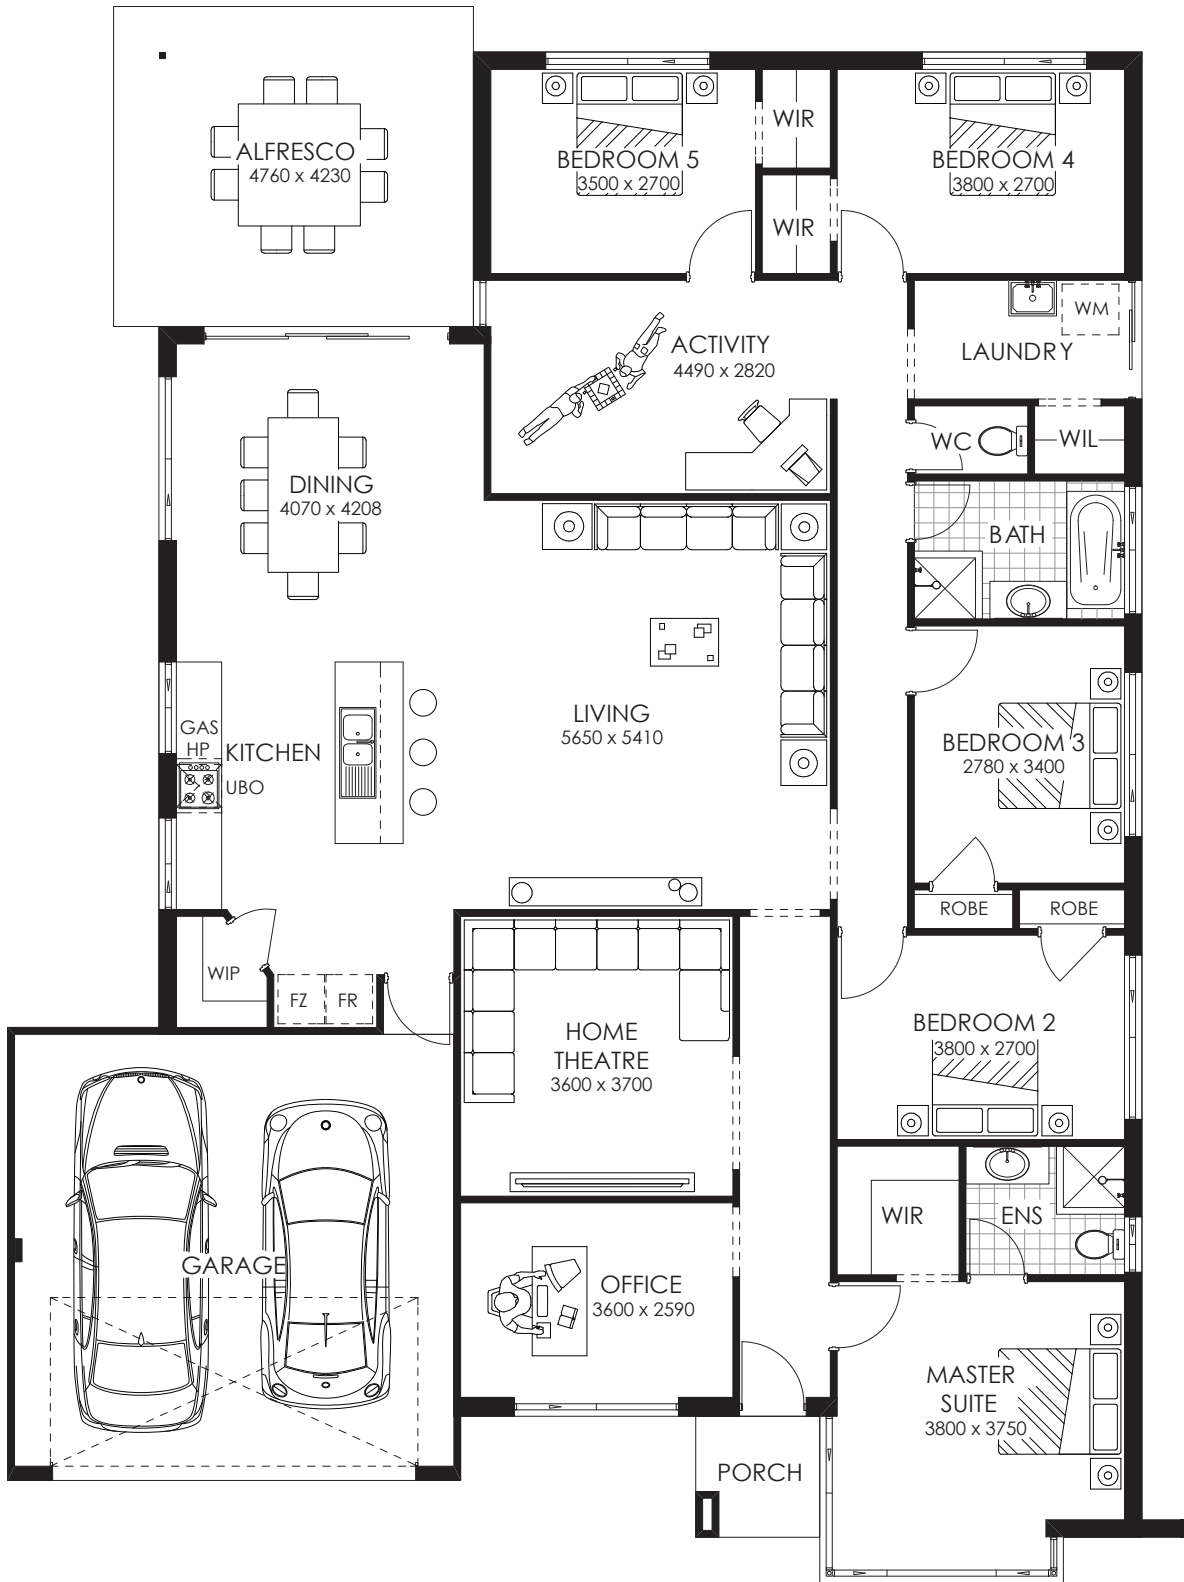 ALFRESCO
4760 x 4230
BEDROOM 5
3500 x 2700
WIR
WIR
BEDROOM 4
3800 x 2700
ACTIVITY
4490 x 2820
WM
LAUNDRY
WC
WIL
DINING
4070 x 4208
BATH
GAS
HP
KITCHEN
UBO
LIVING
5650 x 5410
BEDROOM 3
2780 x 3400
ROBE
ROBE
WIP
FZ
FR
HOME
THEATRE
3600 x 3700
BEDROOM 2
3800 x 2700
WIR
ENS
GARAGE
OFFICE
3600 x 2590
MASTER
SUITE
3800 x 3750
PORCH